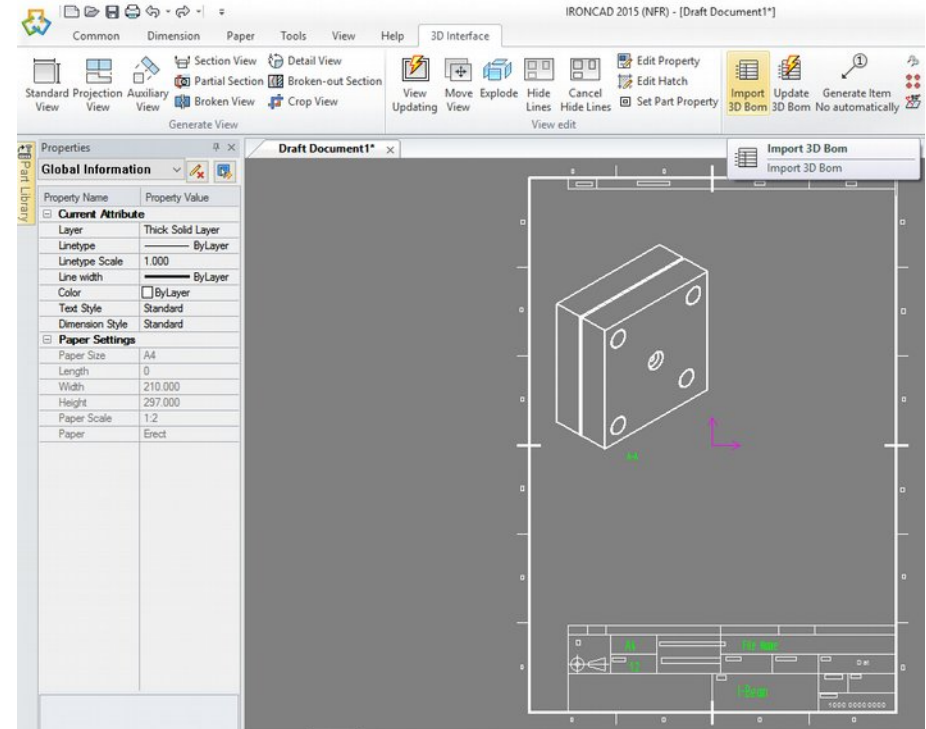 IRONCAD 2015 (NFR) - [Draft Document1*]
Common Dimension Paper Tools View Help 3D Interface
Standard View
Projection View
Auxiliary View
Section View
Partial Section
Broken View
Detail View
Broken-out Section
Crop View
Generate View
View Updating
Move View
Explode
Hide Lines
Cancel Hide Lines
Edit Property
Edit Hatch
Set Part Property
View edit
Import 3D Bom
Update 3D Bom
1
Generate Item No automatically
Import 3D Bom
Import 3D Bom
Part Library
Properties
Global Information
Property Name Property Value
Current Attribute
Layer Thick Solid Layer
Linetype ByLayer
Linetype Scale 1.000
Line width ByLayer
Color ByLayer
Text Style Standard
Dimension Style Standard
Paper Settings
Paper Size A4
Length 0
Width 210.000
Height 297.000
Paper Scale 1:2
Paper Erect
Draft Document1*